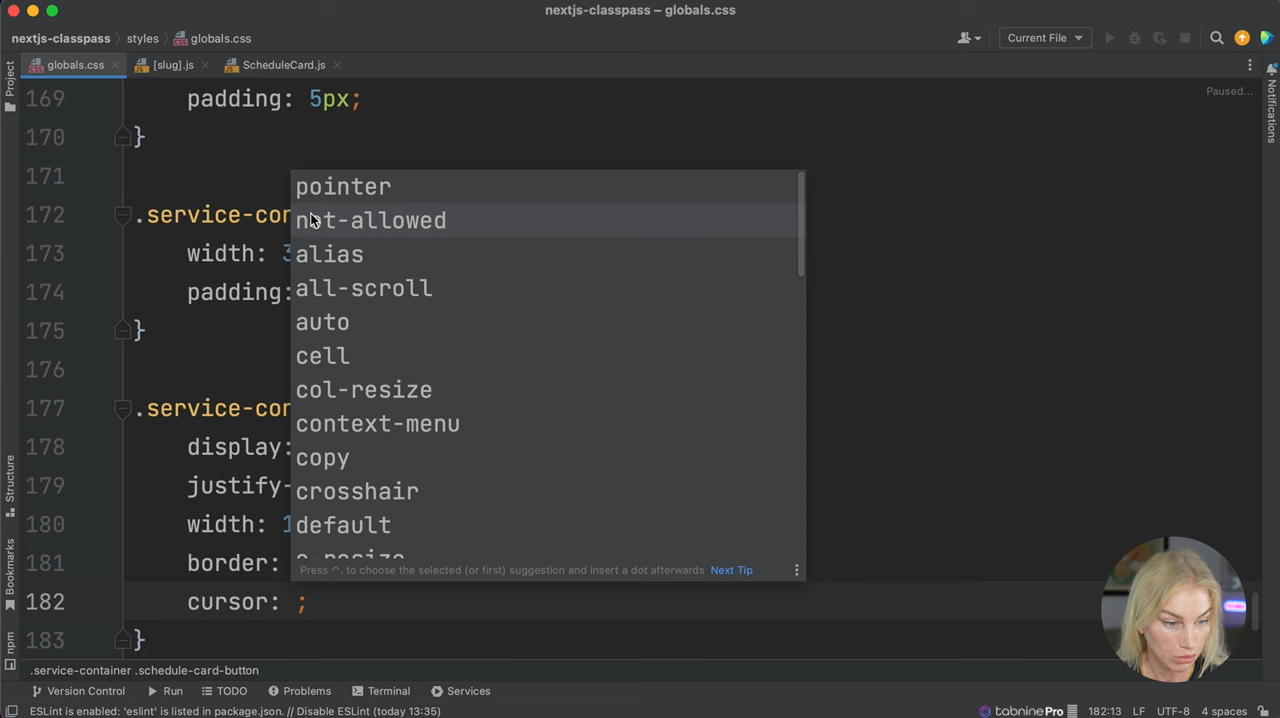 nextjs-classpass – globals.css
nextjs-classpass
styles
globals.css
Current File
globals.css
[slug].js
ScheduleCard.js
Project
Notifications
Paused...
169 padding: 5px;
170 }
171
172 .service-con
173 width: 3
174 padding:
175 }
176
177 .service-con
178 display:
179 justify-
180 width: 1
181 border:
182 cursor: ;
183 }
pointer
not-allowed
alias
all-scroll
auto
cell
col-resize
context-menu
copy
crosshair
default
e-resize
Press ^. to choose the selected (or first) suggestion and insert a dot afterwards Next Tip
Structure
Bookmarks
npm
.service-container .schedule-card-button
Version Control
Run
TODO
Problems
Terminal
Services
ESLint is enabled: 'eslint' is listed in package.json. // Disable ESLint (today 13:35)
tabninePro
182:13 LF UTF-8 4 spaces